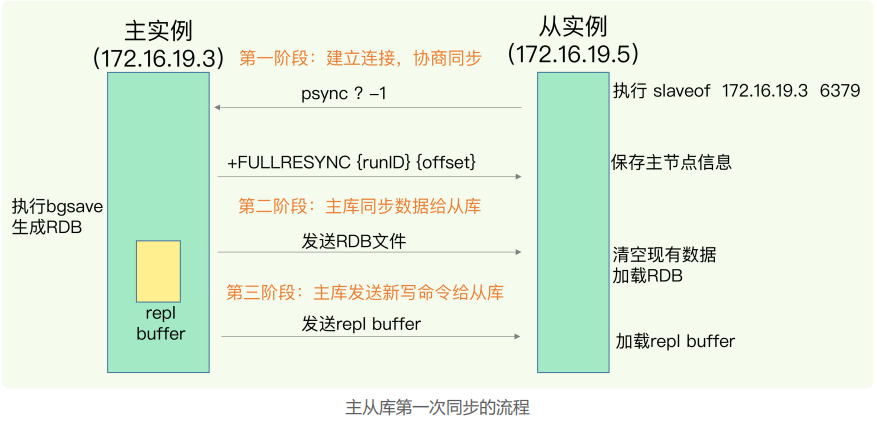 主实例
(172.16.19.3)
从实例
(172.16.19.5)
第一阶段：建立连接，协商同步
执行 slaveof 172.16.19.3 6379
psync ? -1
+FULLRESYNC {runID} {offset}
保存主节点信息
执行bgsave
生成RDB
第二阶段：主库同步数据给从库
发送RDB文件
清空现有数据
加载RDB
第三阶段：主库发送新写命令给从库
repl
buffer
发送repl buffer
加载repl buffer
主从库第一次同步的流程